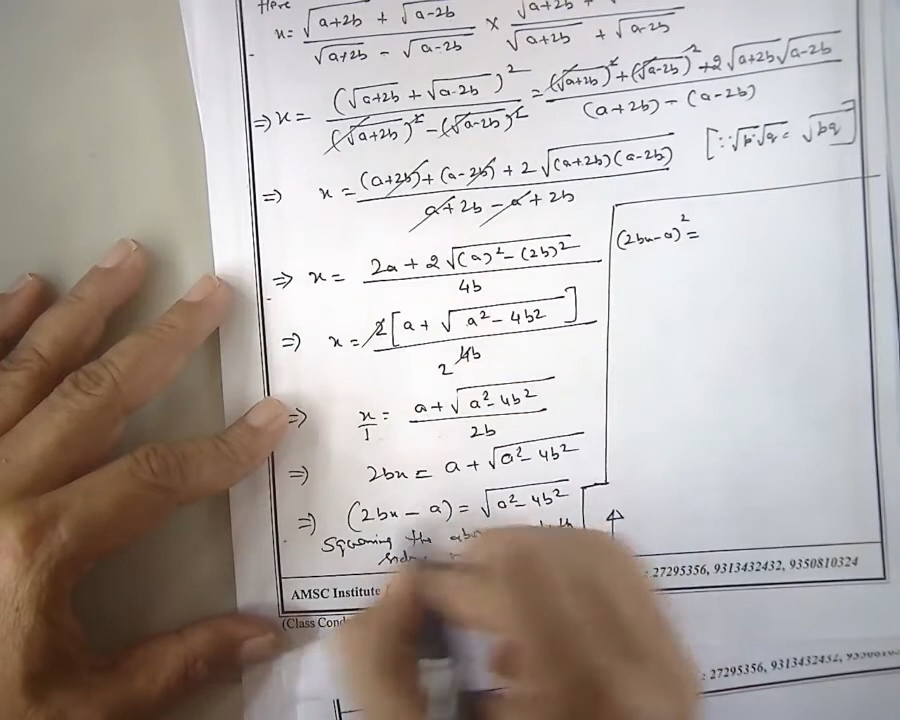 Here
x = √(a+2b) + √(a-2b) / √(a+2b) - √(a-2b) × √(a+2b) + / √(a+2b) + √(a-2b)
⇒ x = (√(a+2b) + √(a-2b))² / (√(a+2b))² - (√(a-2b))² = (√(a+2b))² + (√(a-2b))² + 2√(a+2b)√(a-2b) / (a+2b) - (a-2b)
⇒ x = (a+2b) + (a-2b) + 2√((a+2b)(a-2b)) / a+2b - a+2b [∵ √b·√q = √bq]
⇒ x = 2a + 2√((a)² - (2b)²) / 4b
⇒ x = 2[a + √(a² - 4b²)] / 4b 2
⇒ x/1 = a + √(a² - 4b²) / 2b
⇒ 2bx = a + √(a² - 4b²)
⇒ (2bx - a) = √(a² - 4b²)
Squaring the
(2bx - a)² =
AMSC Institute
: 27295356, 9313432432, 9350810324
(Class Cond
: 27295356, 9313432432,